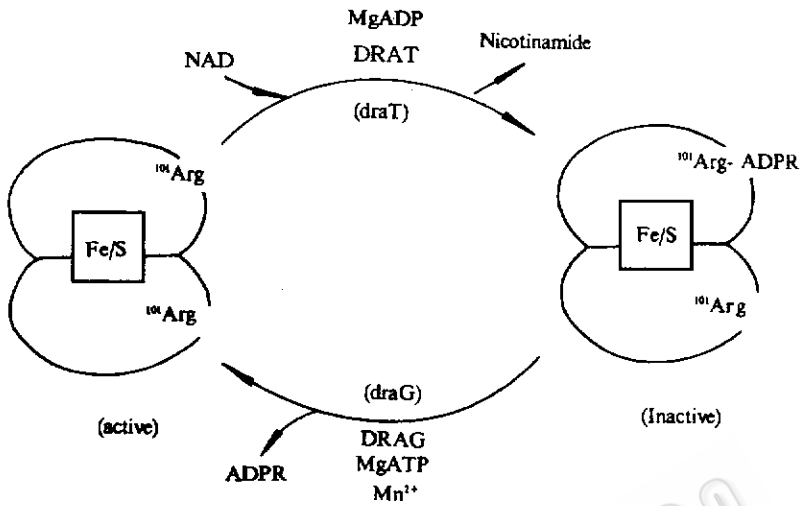 MgADP
DRAT
Nicotinamide
NAD
(draT)
¹⁰¹Arg
¹⁰¹Arg- ADPR
Fe/S
Fe/S
¹⁰¹Arg
¹⁰¹Arg
(active)
(draG)
(Inactive)
DRAG
ADPR
MgATP
Mn²⁺